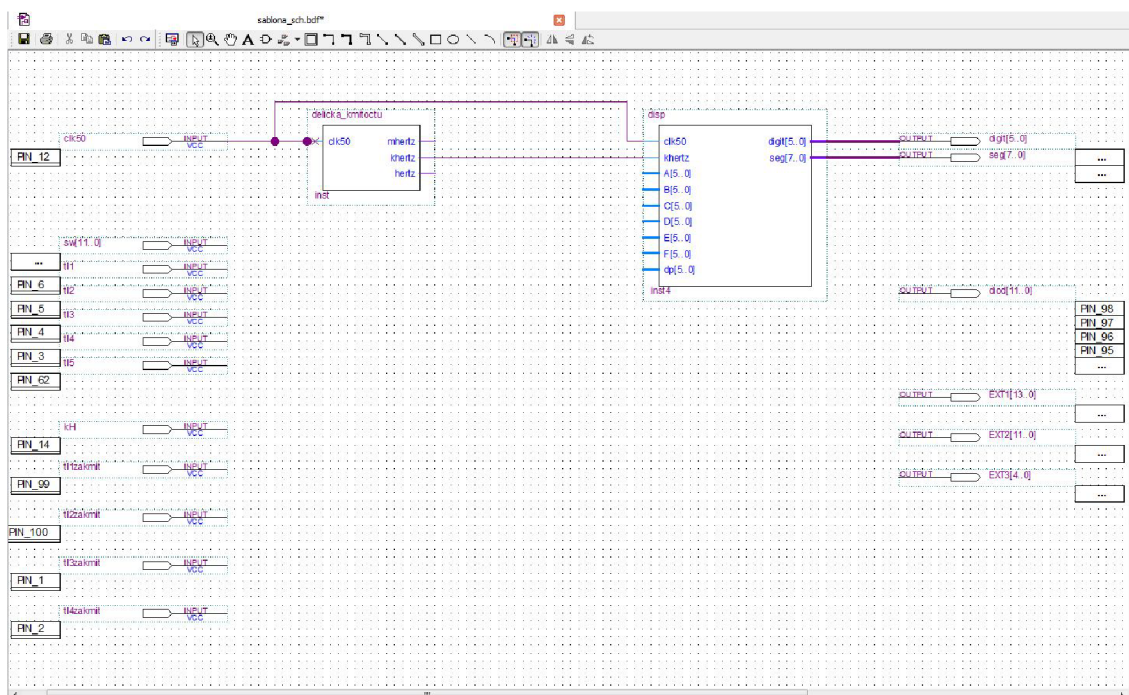 sablona_sch.bdf*
delicka_kmitoctu
disp
clk50
INPUT
VCC
PIN_12
clk50
mhertz
khertz
hertz
inst
clk50
digit[5..0]
khertz
seg[7..0]
A[5..0]
B[5..0]
C[5..0]
D[5..0]
E[5..0]
F[5..0]
dp[5..0]
inst4
OUTPUT
digit[5..0]
OUTPUT
seg[7..0]
...
...
sw[11..0]
INPUT
VCC
...
tl1
INPUT
VCC
PIN_6
tl2
INPUT
VCC
PIN_5
tl3
INPUT
VCC
PIN_4
tl4
INPUT
VCC
PIN_3
tl5
INPUT
VCC
PIN_62
OUTPUT
diod[11..0]
PIN_98
PIN_97
PIN_96
PIN_95
...
OUTPUT
EXT1[13..0]
...
kH
INPUT
VCC
PIN_14
OUTPUT
EXT2[11..0]
...
tl1zakmit
INPUT
VCC
PIN_99
OUTPUT
EXT3[4..0]
...
tl2zakmit
INPUT
VCC
PIN_100
tl3zakmit
INPUT
VCC
PIN_1
tl4zakmit
INPUT
VCC
PIN_2